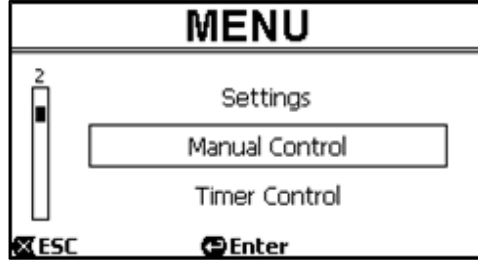 MENU
2
Settings
Manual Control
Timer Control
ESC Enter